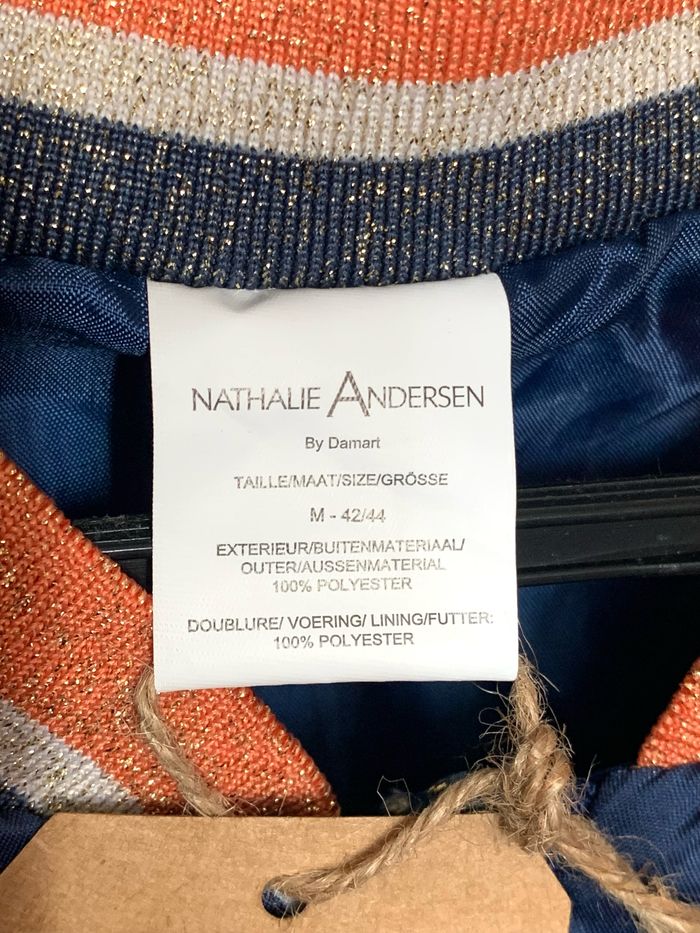 NATHALIE ANDERSEN
By Damart
TAILLE/MAAT/SIZE/GRÖSSE
M - 42/44
EXTERIEUR/BUITENMATERIAAL/
OUTER/AUSSENMATERIAL
100% POLYESTER
DOUBLURE/ VOERING/ LINING/FUTTER:
100% POLYESTER